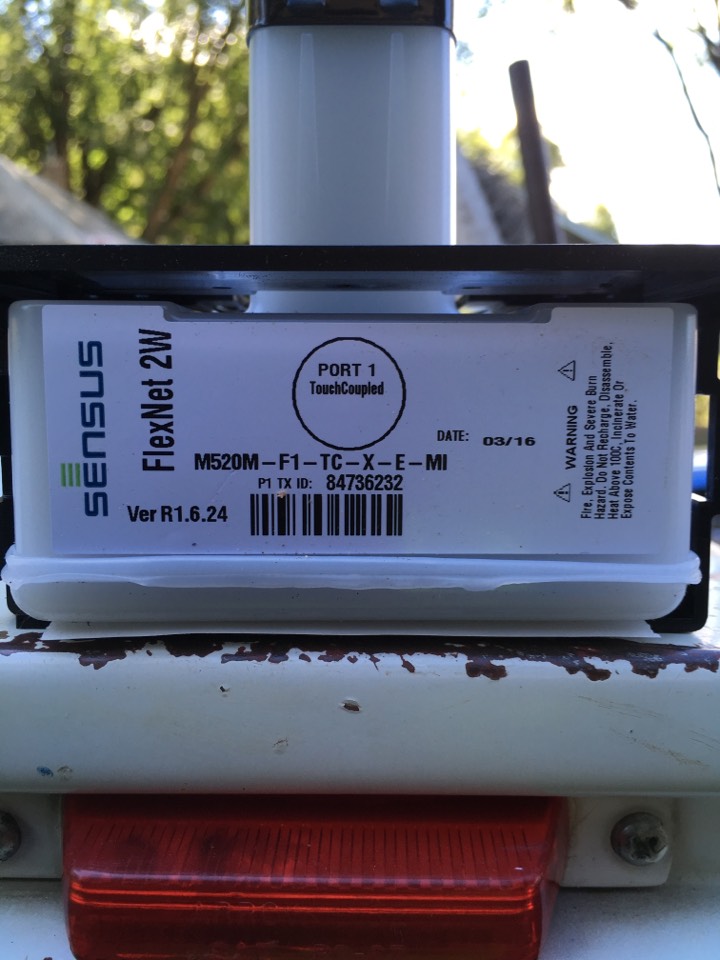 SENSUS
FlexNet 2W
PORT 1
TouchCoupled
DATE: 03/16
M520M-F1-TC-X-E-MI
P1 TX ID: 84736232
Ver R1.6.24
WARNING
Fire, Explosion And Severe Burn
Hazard. Do Not Recharge, Disassemble,
Heat Above 100C, Incinerate Or
Expose Contents To Water.